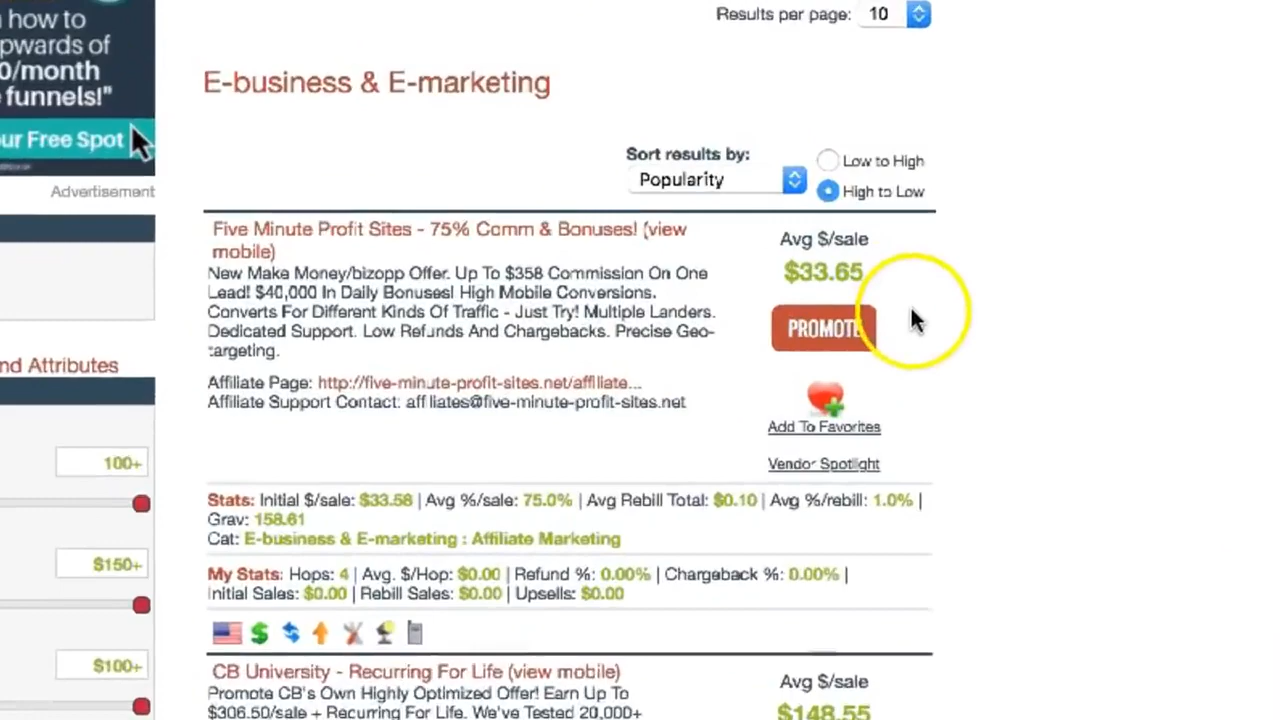 how to
pwards of
0/month
funnels!"
ur Free Spot
Advertisement
nd Attributes
100+
$150+
$100+
Results per page: 10
E-business & E-marketing
Sort results by:
Popularity
Low to High
High to Low
Five Minute Profit Sites - 75% Comm & Bonuses! (view
mobile)
New Make Money/bizopp Offer. Up To $358 Commission On One
Lead! $40,000 In Daily Bonuses! High Mobile Conversions.
Converts For Different Kinds Of Traffic - Just Try! Multiple Landers.
Dedicated Support. Low Refunds And Chargebacks. Precise Geo-
targeting.
Affiliate Page: http://five-minute-profit-sites.net/affiliate...
Affiliate Support Contact: affiliates@five-minute-profit-sites.net
Avg $/sale
$33.65
PROMOTE
Add To Favorites
Vendor Spotlight
Stats: Initial $/sale: $33.58 | Avg %/sale: 75.0% | Avg Rebill Total: $0.10 | Avg %/rebill: 1.0% |
Grav: 158.61
Cat: E-business & E-marketing : Affiliate Marketing
My Stats: Hops: 4 | Avg. $/Hop: $0.00 | Refund %: 0.00% | Chargeback %: 0.00% |
Initial Sales: $0.00 | Rebill Sales: $0.00 | Upsells: $0.00
CB University - Recurring For Life (view mobile)
Promote CB's Own Highly Optimized Offer! Earn Up To
$306.50/sale + Recurring For Life. We've Tested 20,000+
Avg $/sale
$148.55